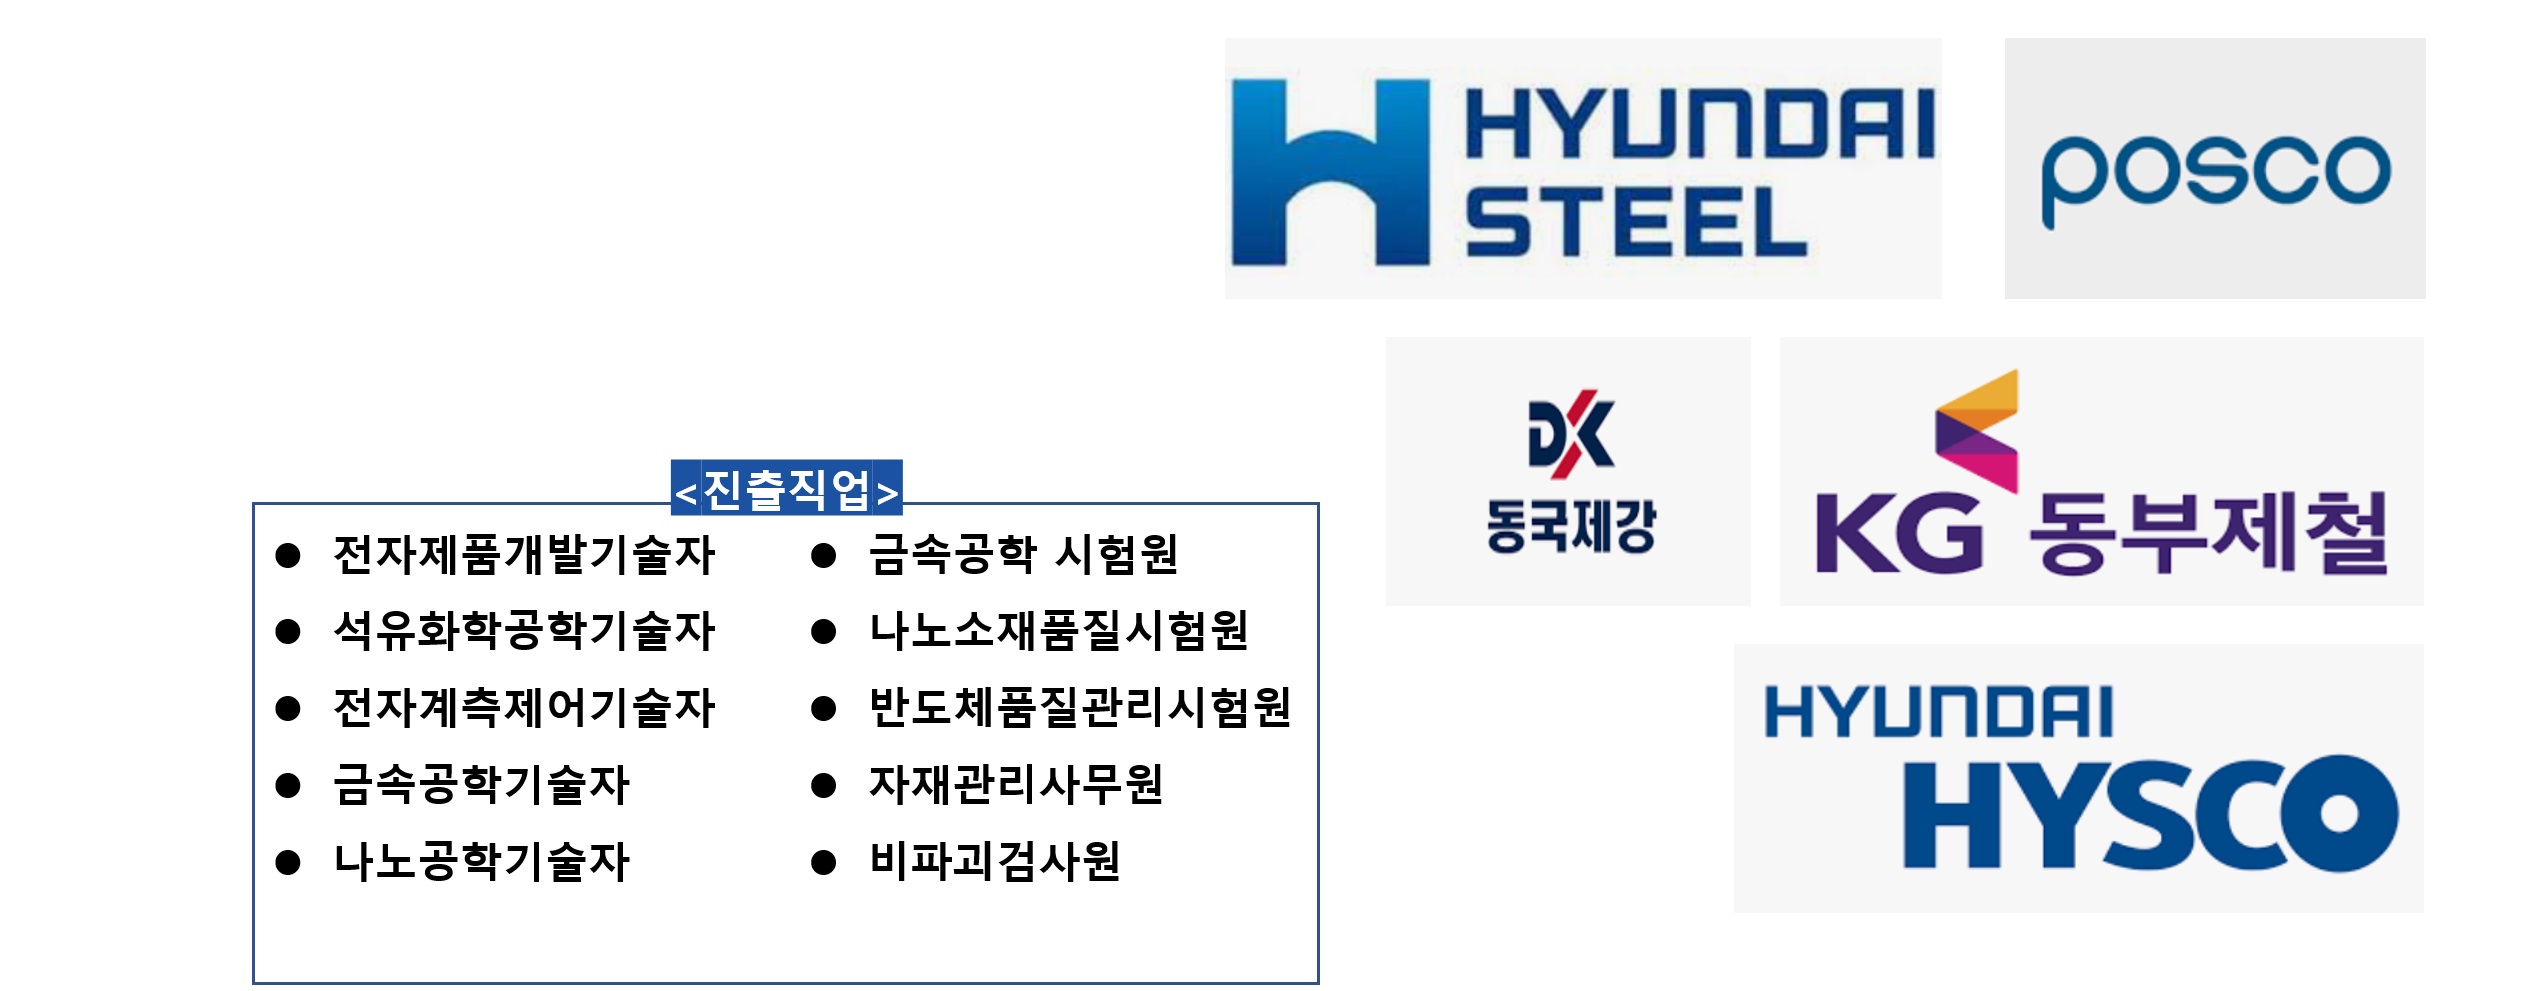 HYUNDAI
STEEL
posco
DK
동국제강
KG 동부제철
HYUNDAI
HYSCO
<진출직업>
● 전자제품개발기술자
● 석유화학공학기술자
● 전자계측제어기술자
● 금속공학기술자
● 나노공학기술자
● 금속공학 시험원
● 나노소재품질시험원
● 반도체품질관리시험원
● 자재관리사무원
● 비파괴검사원